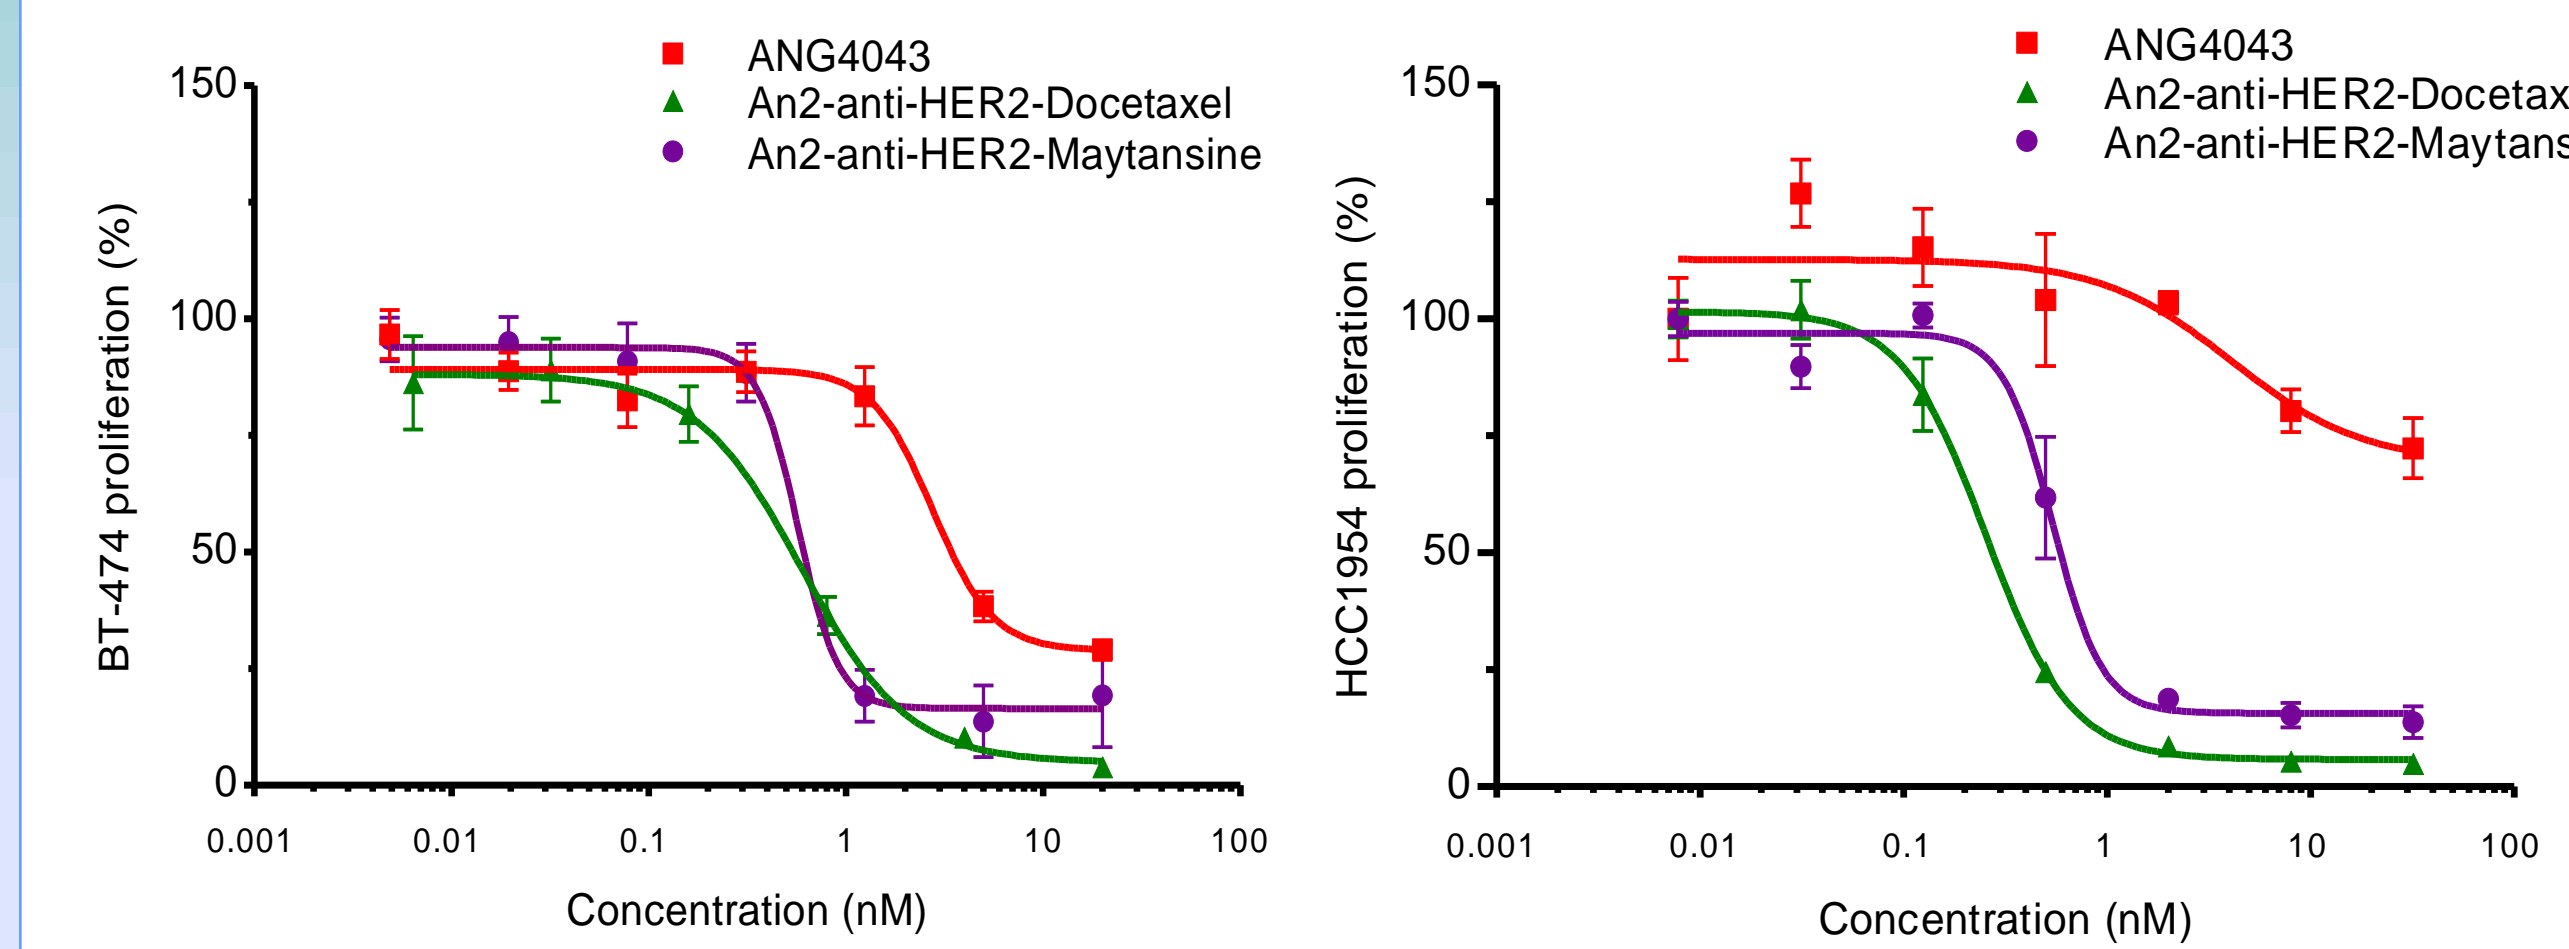 ANG4043
An2-anti-HER2-Docetaxel
An2-anti-HER2-Maytansine
150
100
50
0
BT-474 proliferation (%)
0.001 0.01 0.1 1 10 100
Concentration (nM)
ANG4043
An2-anti-HER2-Docetax
An2-anti-HER2-Maytans
150
100
50
0
HCC1954 proliferation (%)
0.001 0.01 0.1 1 10 100
Concentration (nM)